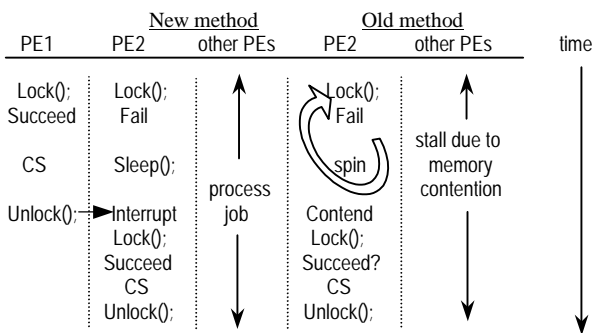 New method Old method
PE1 PE2 other PEs PE2 other PEs time
Lock(); Lock(); Lock();
Succeed Fail Fail
stall due to
CS Sleep(); spin memory
contention
process
Unlock(); Interrupt job Contend
Lock(); Lock();
Succeed Succeed?
CS CS
Unlock(); Unlock();